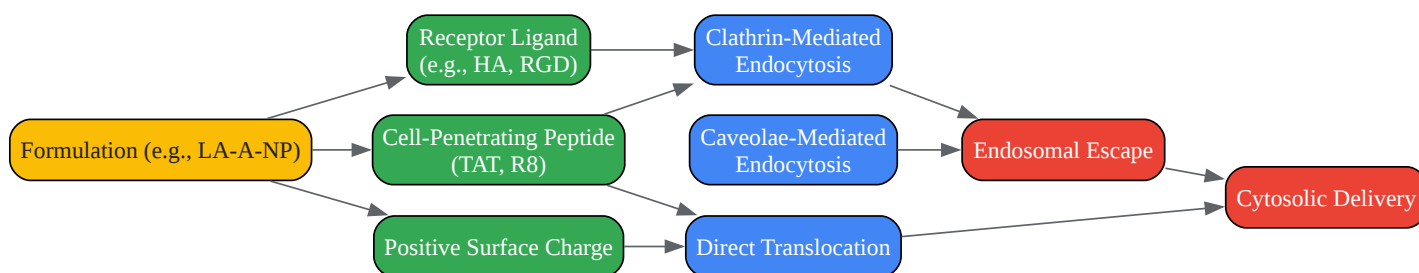 Receptor Ligand
(e.g., HA, RGD)
Clathrin-Mediated
Endocytosis
Formulation (e.g., LA-A-NP)
Cell-Penetrating Peptide
(TAT, R8)
Caveolae-Mediated
Endocytosis
Endosomal Escape
Cytosolic Delivery
Positive Surface Charge
Direct Translocation